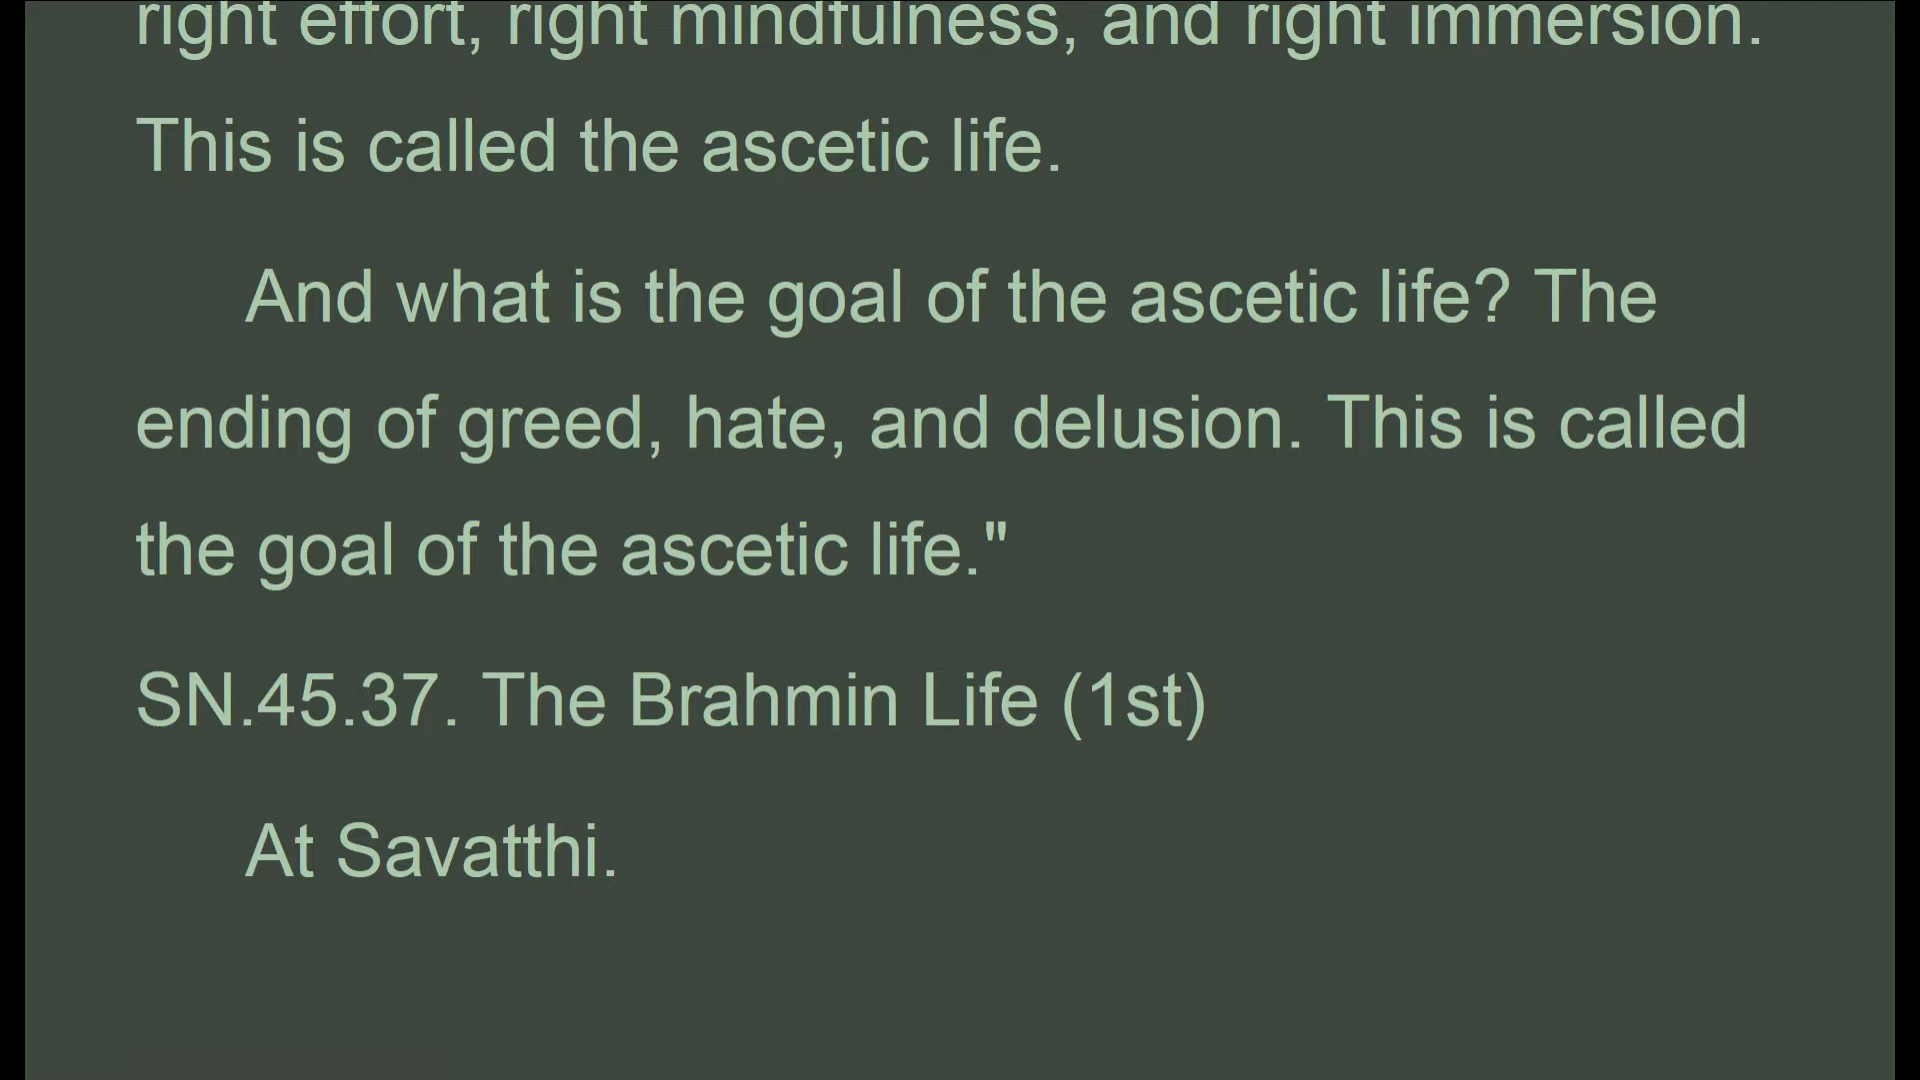 right effort, right mindfulness, and right immersion.
This is called the ascetic life.
And what is the goal of the ascetic life? The
ending of greed, hate, and delusion. This is called
the goal of the ascetic life."
SN.45.37. The Brahmin Life (1st)
At Savatthi.